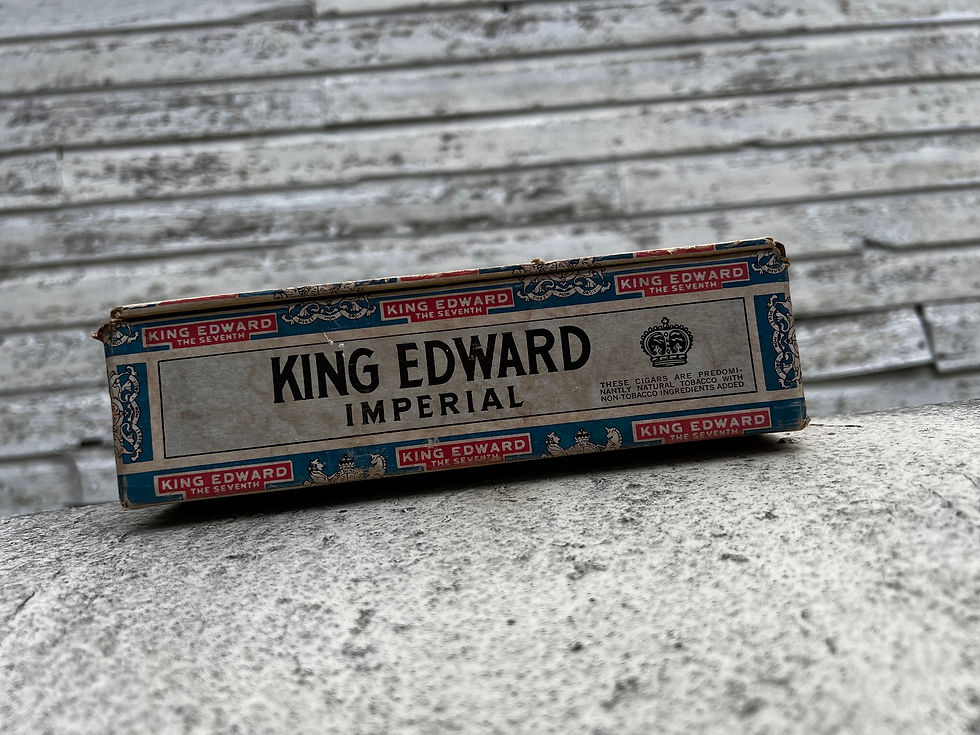 KING EDWARD
THE SEVENTH
KING EDWARD
THE SEVENTH
KING EDWARD
THE SEVENTH
KING EDWARD
IMPERIAL
THESE CIGARS ARE PREDOMI-
NANTLY NATURAL TOBACCO WITH
NON-TOBACCO INGREDIENTS ADDED
KING EDWARD
THE SEVENTH
KING EDWARD
THE SEVENTH
KING EDWARD
THE SEVENTH